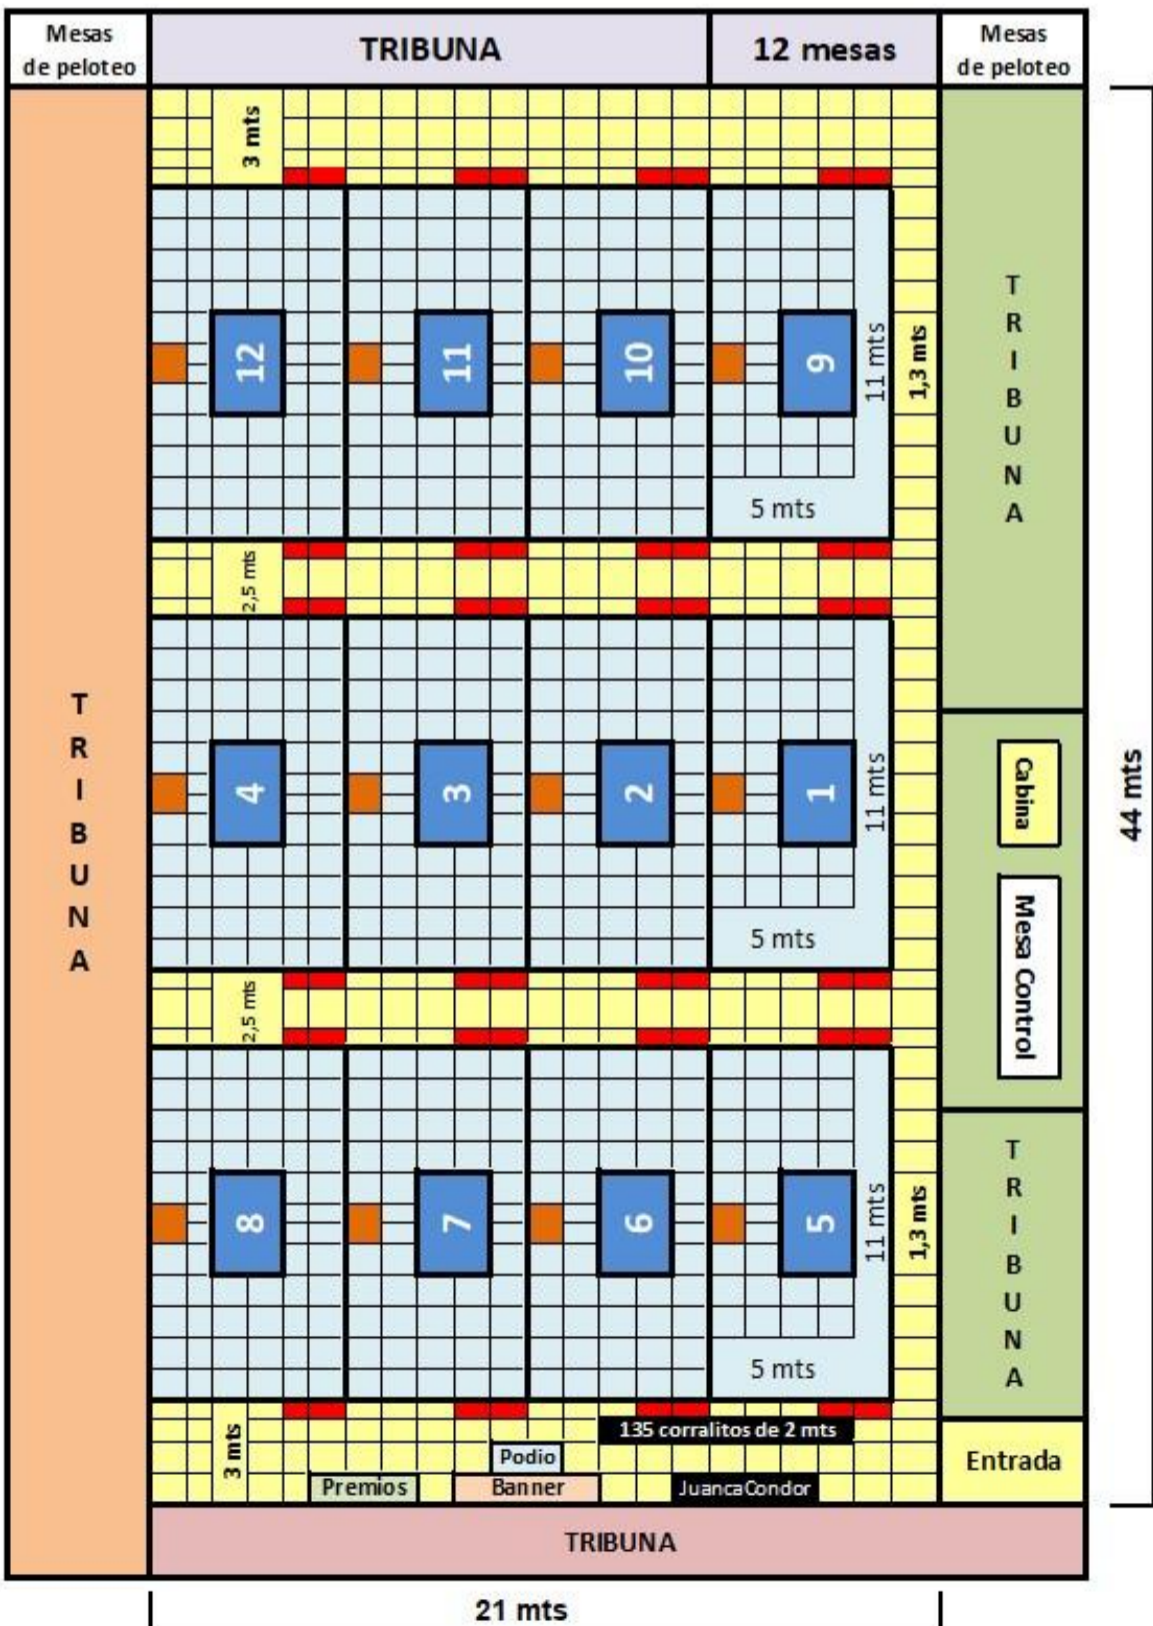 Mesas
de peloteo
TRIBUNA
12 mesas
Mesas
de peloteo
3 mts
TRIBUNA
12
11
10
9
11 mts
1,3 mts
5 mts
TRIBUNA
2,5 mts
4
3
2
1
11 mts
5 mts
Cabina
Mesa Control
44 mts
2,5 mts
8
7
6
5
11 mts
1,3 mts
5 mts
TRIBUNA
3 mts
135 corralitos de 2 mts
Podio
Premios
Banner
JuancaCondor
Entrada
TRIBUNA
21 mts